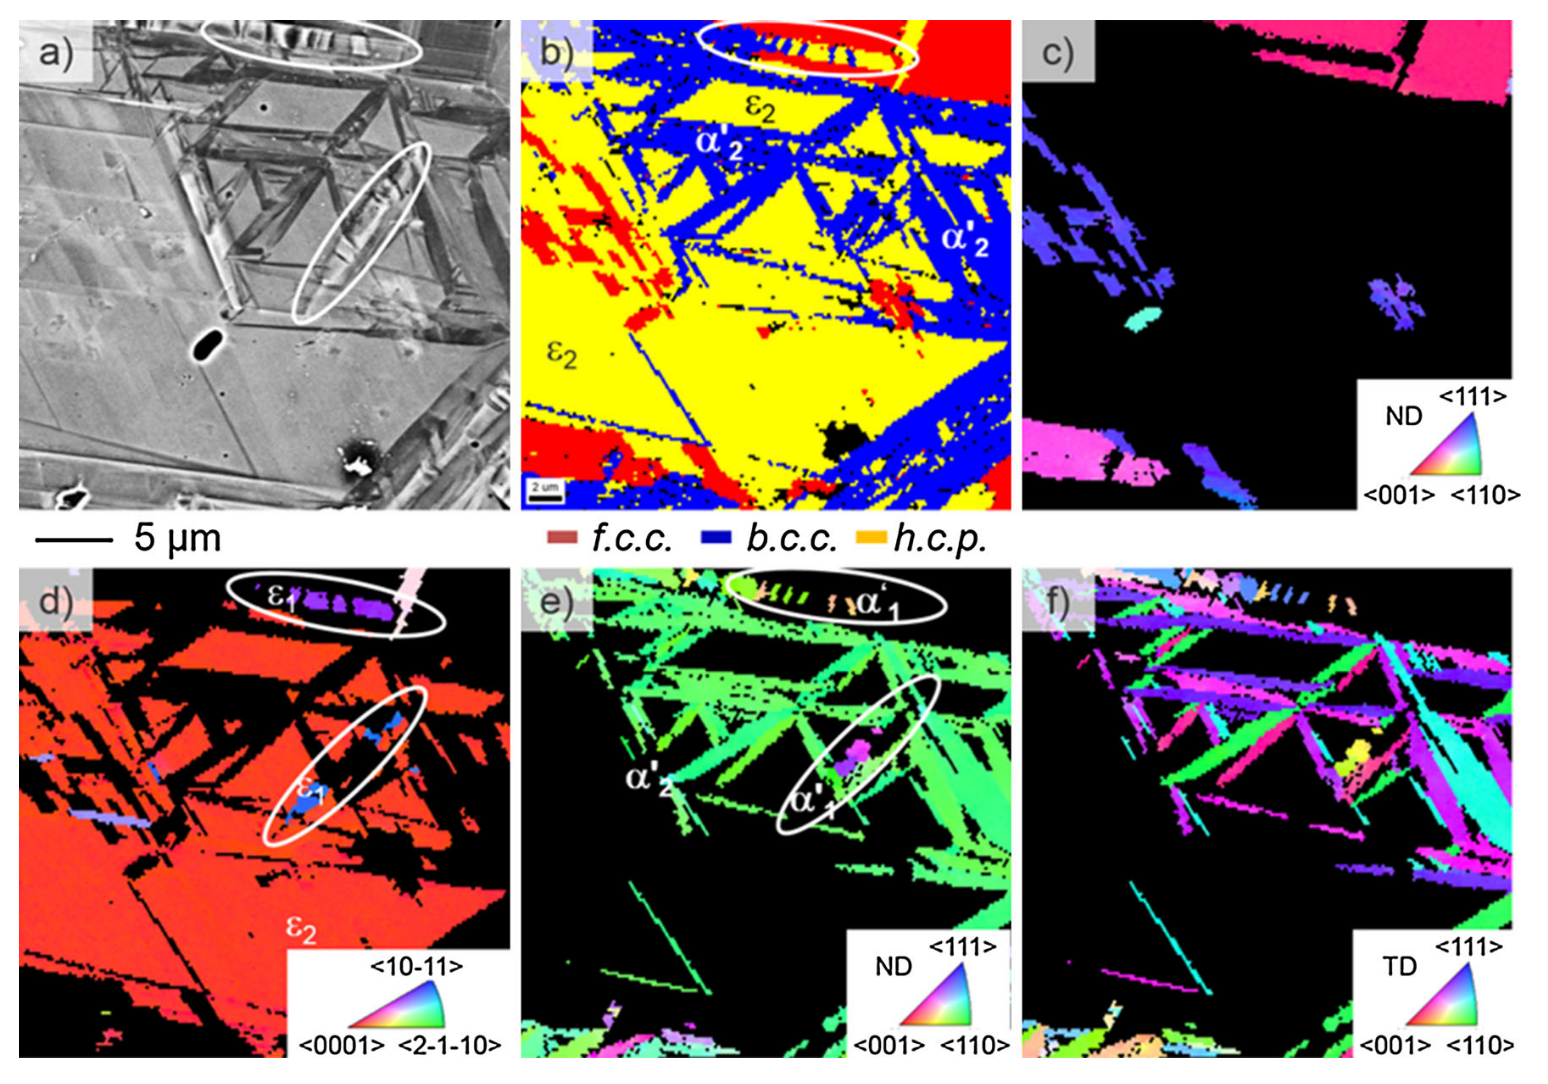 a)
b)
ε2
α'2
α'2
ε2
2 um
c)
ND <111>
<001> <110>
5 µm
f.c.c. b.c.c. h.c.p.
d)
ε1
ε1
ε2
<10-11>
<0001> <2-1-10>
e)
α'1
α'2
α'1
ND <111>
<001> <110>
f)
TD <111>
<001> <110>